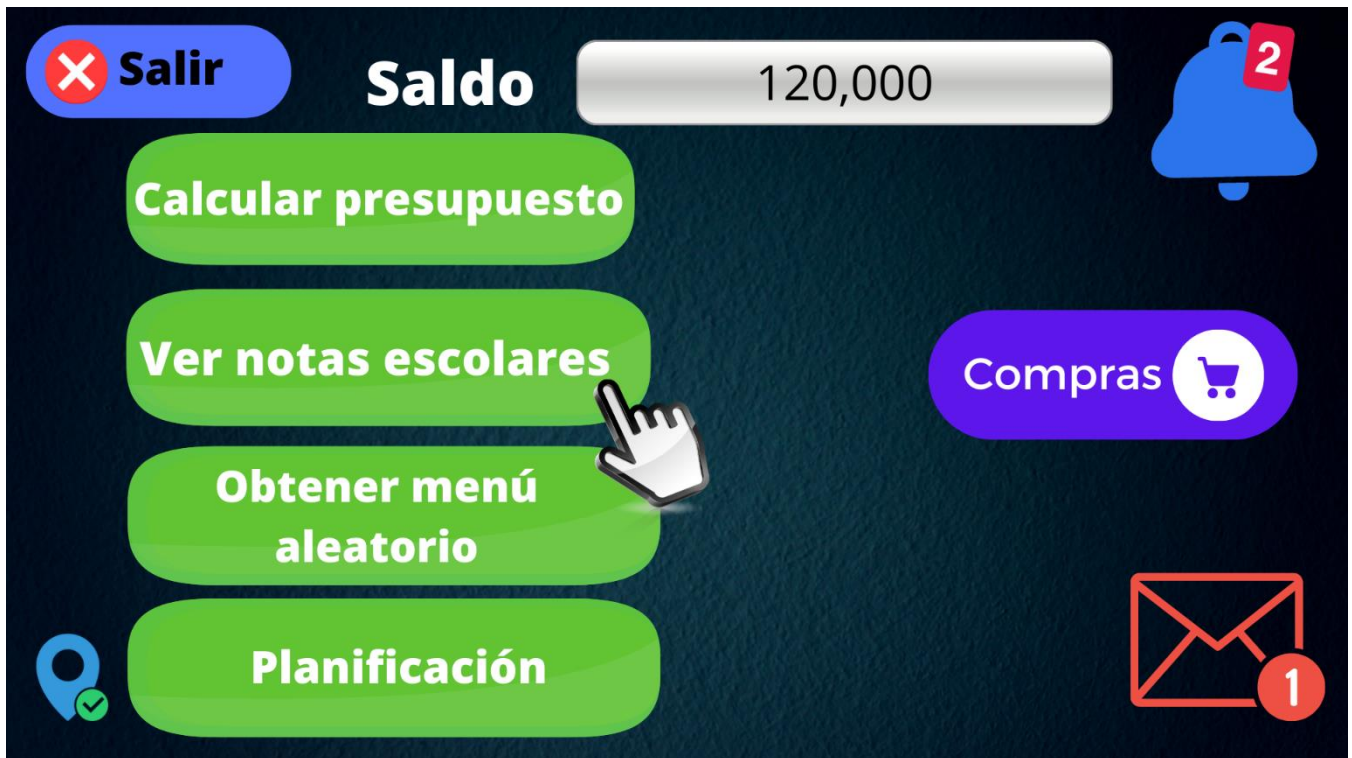 Salir
Saldo
120,000
2
Calcular presupuesto
Ver notas escolares
Compras
Obtener menú
aleatorio
Planificación
1